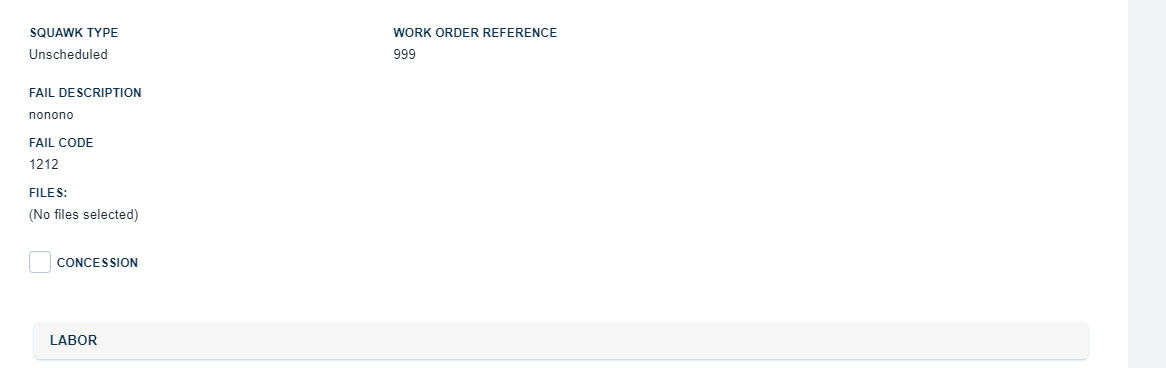 SQUAWK TYPE
Unscheduled
WORK ORDER REFERENCE
999
FAIL DESCRIPTION
nonono
FAIL CODE
1212
FILES:
(No files selected)
CONCESSION
LABOR